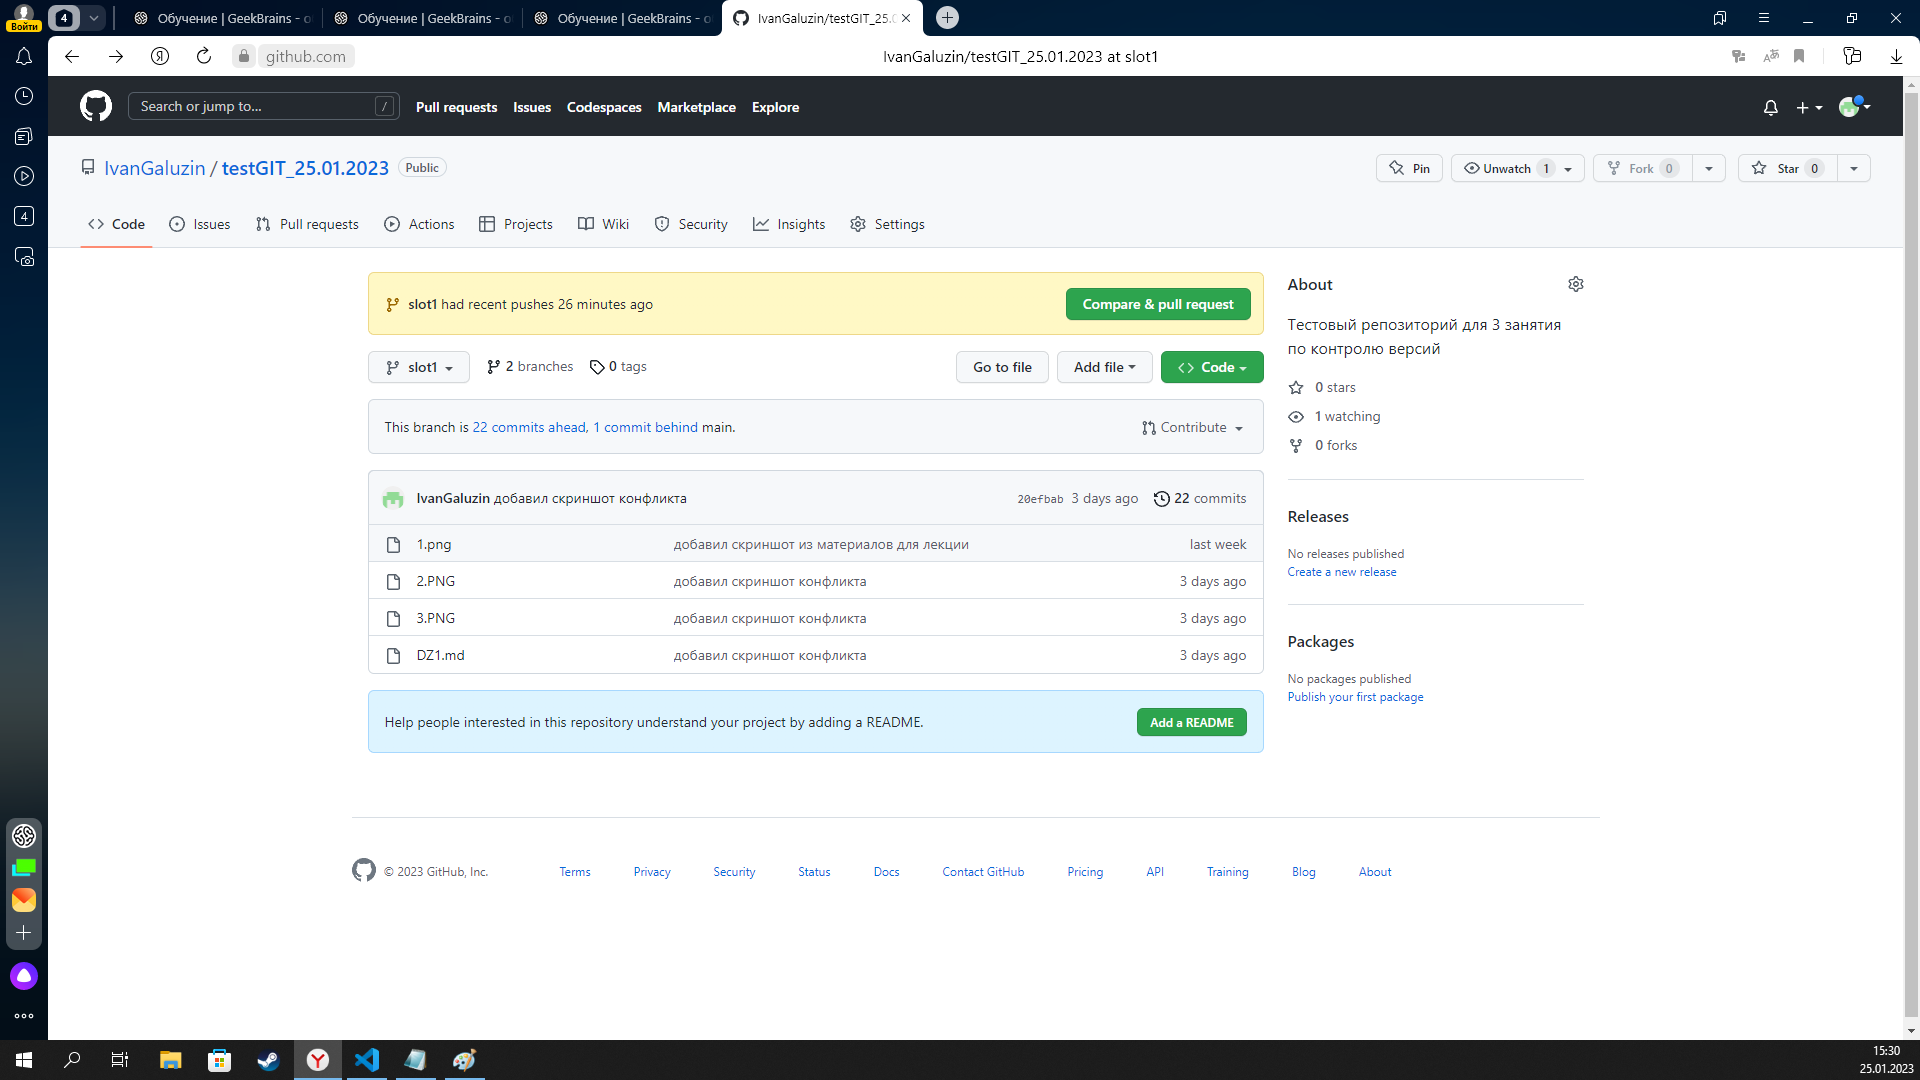 Войти
4
Обучение | GeekBrains - о
Обучение | GeekBrains - о
Обучение | GeekBrains - о
IvanGaluzin/testGIT_25.
github.com
IvanGaluzin/testGIT_25.01.2023 at slot1
4
Search or jump to...
/
Pull requests
Issues
Codespaces
Marketplace
Explore
IvanGaluzin / testGIT_25.01.2023
Public
Pin
Unwatch 1
Fork 0
Star 0
Code
Issues
Pull requests
Actions
Projects
Wiki
Security
Insights
Settings
slot1 had recent pushes 26 minutes ago
Compare & pull request
slot1
2 branches
0 tags
Go to file
Add file
Code
This branch is 22 commits ahead, 1 commit behind main.
Contribute
IvanGaluzin добавил скриншот конфликта
20efbab 3 days ago
22 commits
1.png добавил скриншот из материалов для лекции last week
2.PNG добавил скриншот конфликта 3 days ago
3.PNG добавил скриншот конфликта 3 days ago
DZ1.md добавил скриншот конфликта 3 days ago
Help people interested in this repository understand your project by adding a README.
Add a README
About
Тестовый репозиторий для 3 занятия
по контролю версий
0 stars
1 watching
0 forks
Releases
No releases published
Create a new release
Packages
No packages published
Publish your first package
© 2023 GitHub, Inc.
Terms
Privacy
Security
Status
Docs
Contact GitHub
Pricing
API
Training
Blog
About
15:30
25.01.2023